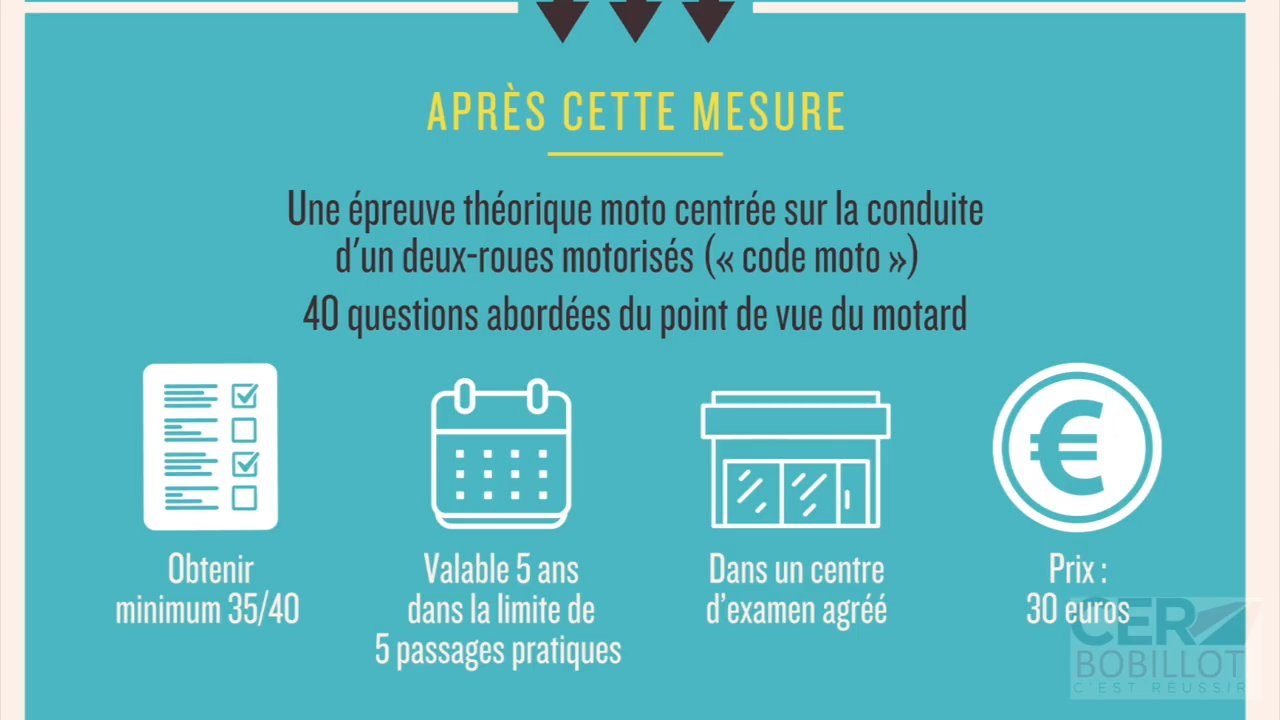 APRÈS CETTE MESURE
Une épreuve théorique moto centrée sur la conduite
d'un deux-roues motorisés (« code moto »)
40 questions abordées du point de vue du motard
Obtenir
minimum 35/40
Valable 5 ans
dans la limite de
5 passages pratiques
Dans un centre
d'examen agréé
Prix :
30 euros
CER
BOBILLOT
C'EST RÉUSSIR